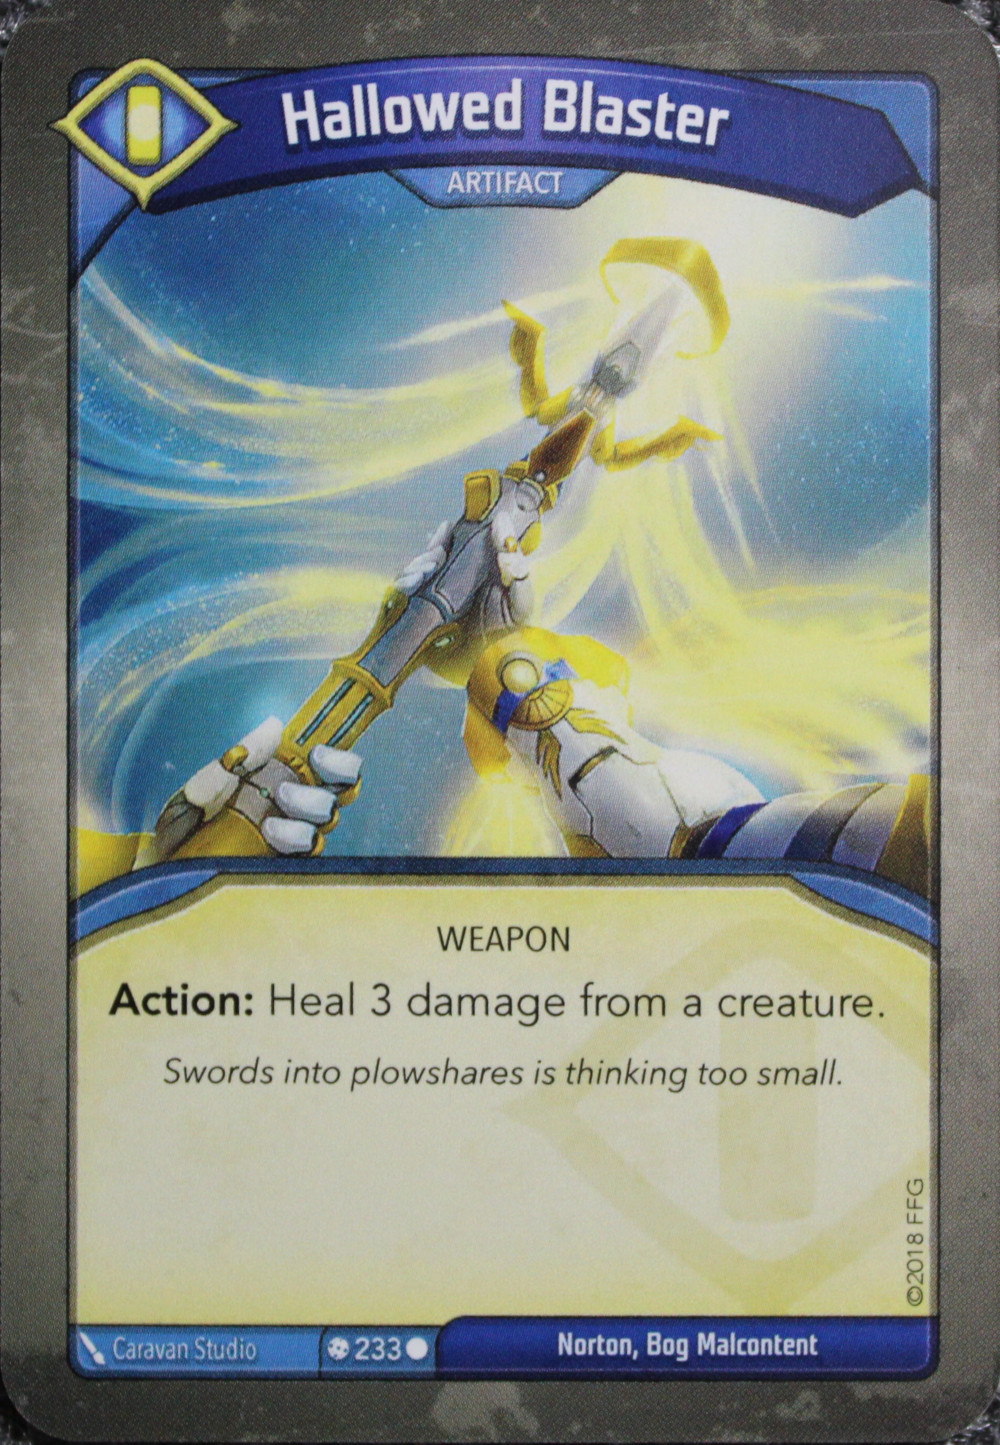 Hallowed Blaster
ARTIFACT
WEAPON
Action: Heal 3 damage from a creature.
Swords into plowshares is thinking too small.
©2018 FFG
Caravan Studio
233
Norton, Bog Malcontent